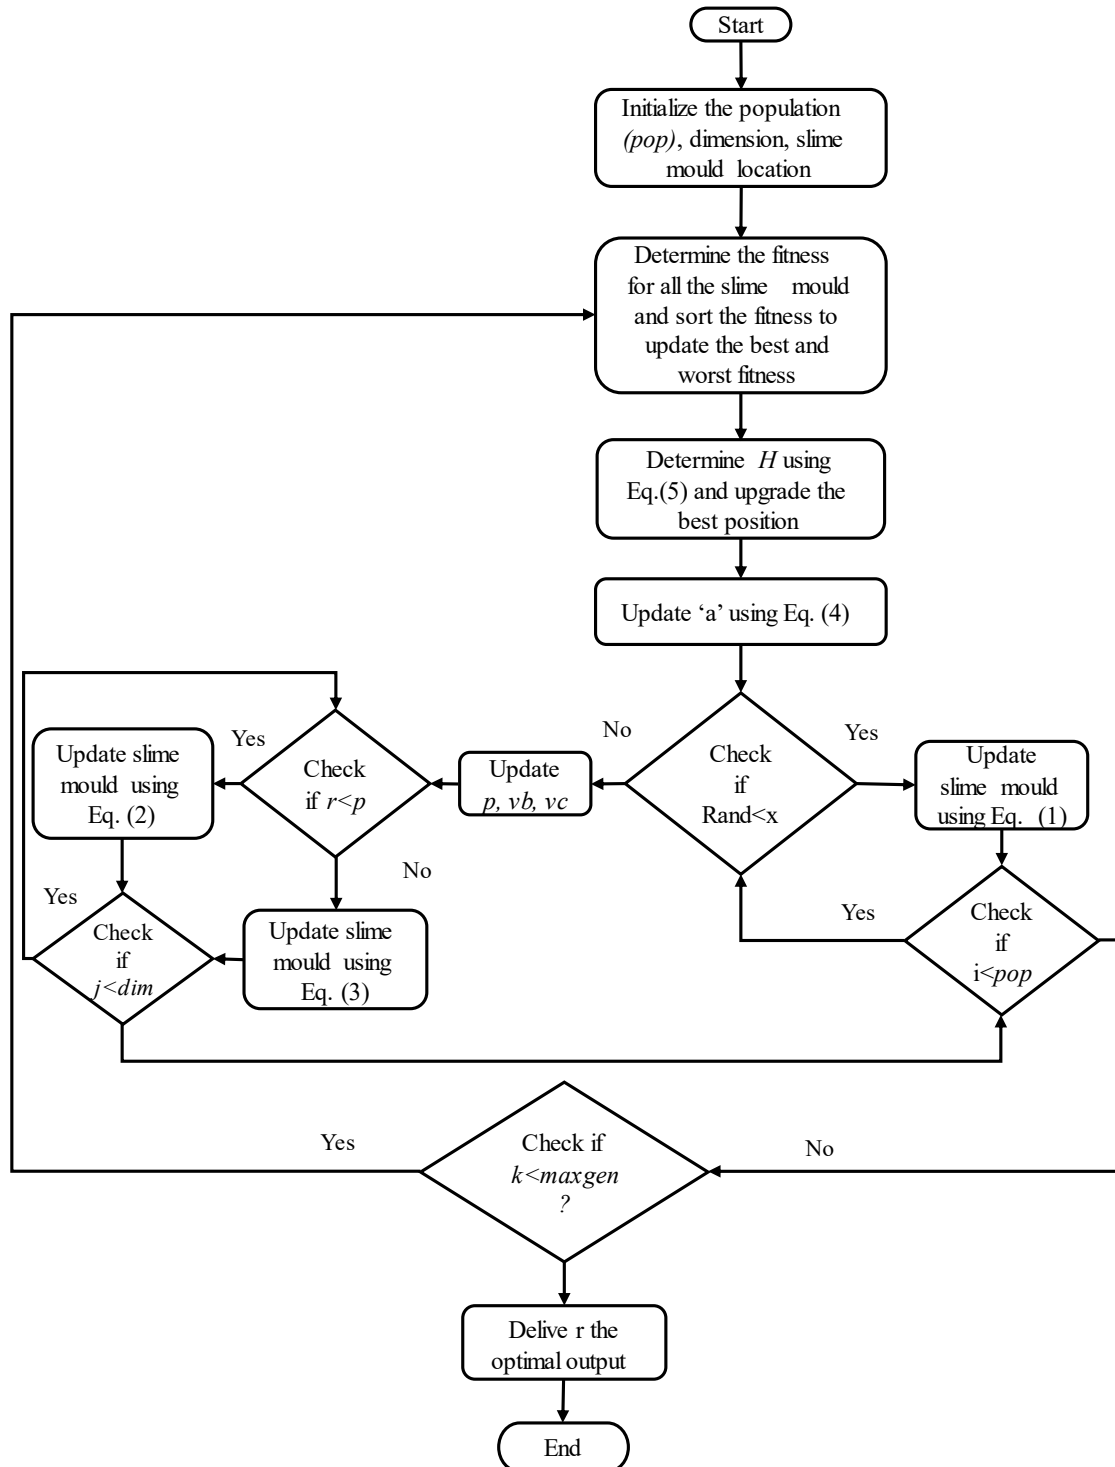 Start
Initialize the population
(pop), dimension, slime
mould location
Determine the fitness
for all the slime mould
and sort the fitness to
update the best and
worst fitness
Determine H using
Eq.(5) and upgrade the
best position
Update ‘a’ using Eq. (4)
No
Yes
Check
if
Rand<x
Update
p, vb, vc
Yes
Check
if r<p
Update slime
mould using
Eq. (2)
Update
slime mould
using Eq. (1)
No
Yes
Check
if
j<dim
Update slime
mould using
Eq. (3)
Yes
Check
if
i<pop
Yes
Check if
k<maxgen
?
No
Delive r the
optimal output
End